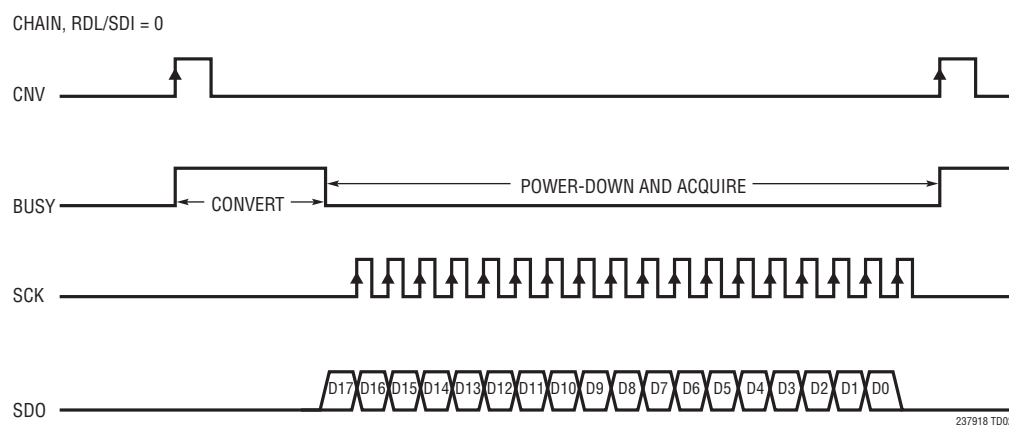 CHAIN, RDL/SDI = 0
CNV
POWER-DOWN AND ACQUIRE
BUSY
CONVERT
SCK
D17 D16 D15 D14 D13 D12 D11 D10 D9 D8 D7 D6 D5 D4 D3 D2 D1 D0
SDO